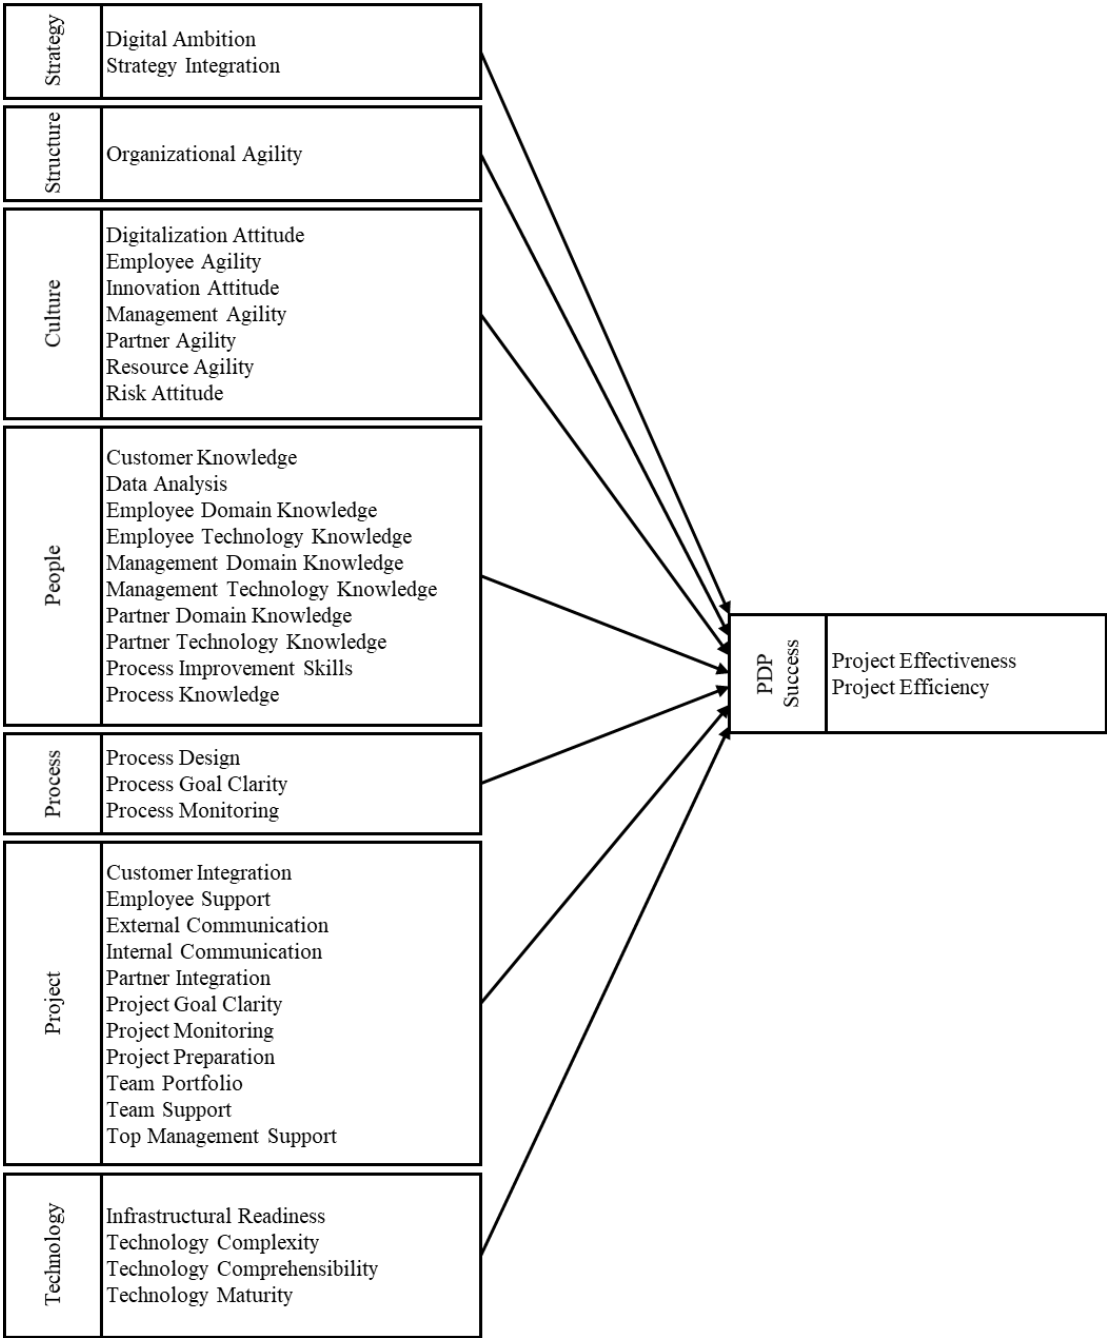 Strategy
Digital Ambition
Strategy Integration
Structure
Organizational Agility
Culture
Digitalization Attitude
Employee Agility
Innovation Attitude
Management Agility
Partner Agility
Resource Agility
Risk Attitude
People
Customer Knowledge
Data Analysis
Employee Domain Knowledge
Employee Technology Knowledge
Management Domain Knowledge
Management Technology Knowledge
Partner Domain Knowledge
Partner Technology Knowledge
Process Improvement Skills
Process Knowledge
Process
Process Design
Process Goal Clarity
Process Monitoring
Project
Customer Integration
Employee Support
External Communication
Internal Communication
Partner Integration
Project Goal Clarity
Project Monitoring
Project Preparation
Team Portfolio
Team Support
Top Management Support
Technology
Infrastructural Readiness
Technology Complexity
Technology Comprehensibility
Technology Maturity
PDP
Success
Project Effectiveness
Project Efficiency